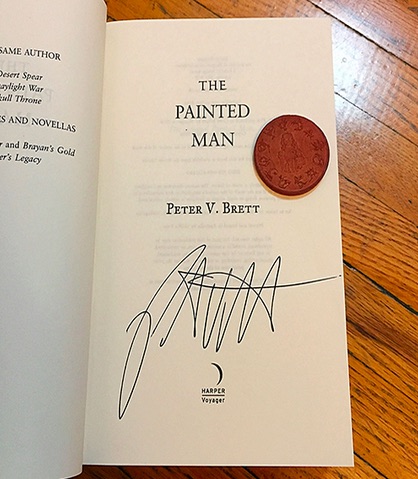 SAME AUTHOR
Desert Spear
aylight War
kull Throne
S AND NOVELLAS
and Brayan's Gold
er's Legacy
THE
PAINTED
MAN
PETER V. BRETT
HARPER
Voyager